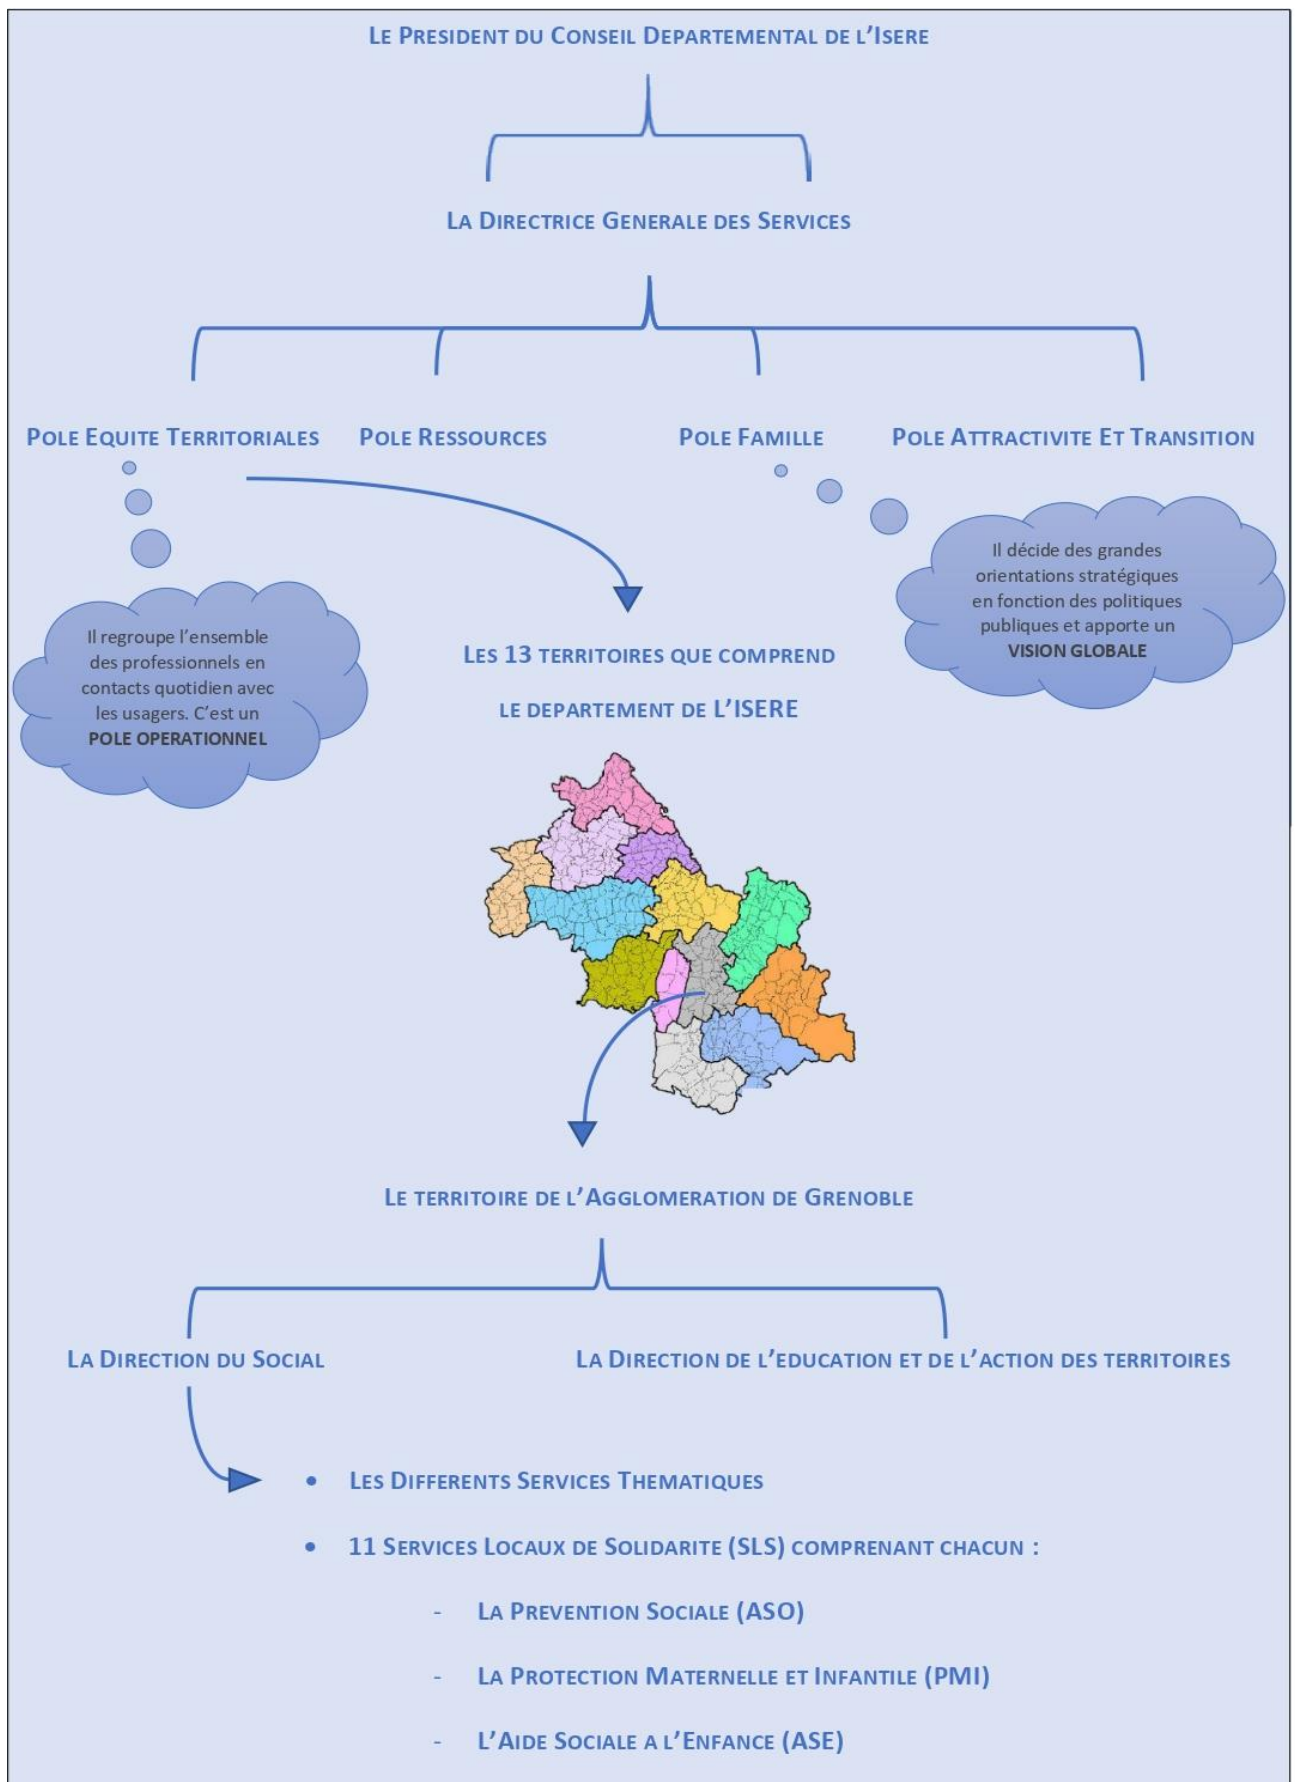 LE PRESIDENT DU CONSEIL DEPARTEMENTAL DE L'ISERE
LA DIRECTRICE GENERALE DES SERVICES
POLE EQUITE TERRITORIALES
POLE RESSOURCES
POLE FAMILLE
POLE ATTRACTIVITE ET TRANSITION
Il décide des grandes
orientations stratégiques
en fonction des politiques
publiques et apporte un
VISION GLOBALE
Il regroupe l'ensemble
des professionnels en
contacts quotidien avec
les usagers. C'est un
POLE OPERATIONNEL
LES 13 TERRITOIRES QUE COMPREND
LE DEPARTEMENT DE L'ISERE
LE TERRITOIRE DE L'AGGLOMERATION DE GRENOBLE
LA DIRECTION DU SOCIAL
LA DIRECTION DE L'EDUCATION ET DE L'ACTION DES TERRITOIRES
• LES DIFFERENTS SERVICES THEMATIQUES
• 11 SERVICES LOCAUX DE SOLIDARITE (SLS) COMPRENANT CHACUN :
- LA PREVENTION SOCIALE (ASO)
- LA PROTECTION MATERNELLE ET INFANTILE (PMI)
- L'AIDE SOCIALE A L'ENFANCE (ASE)